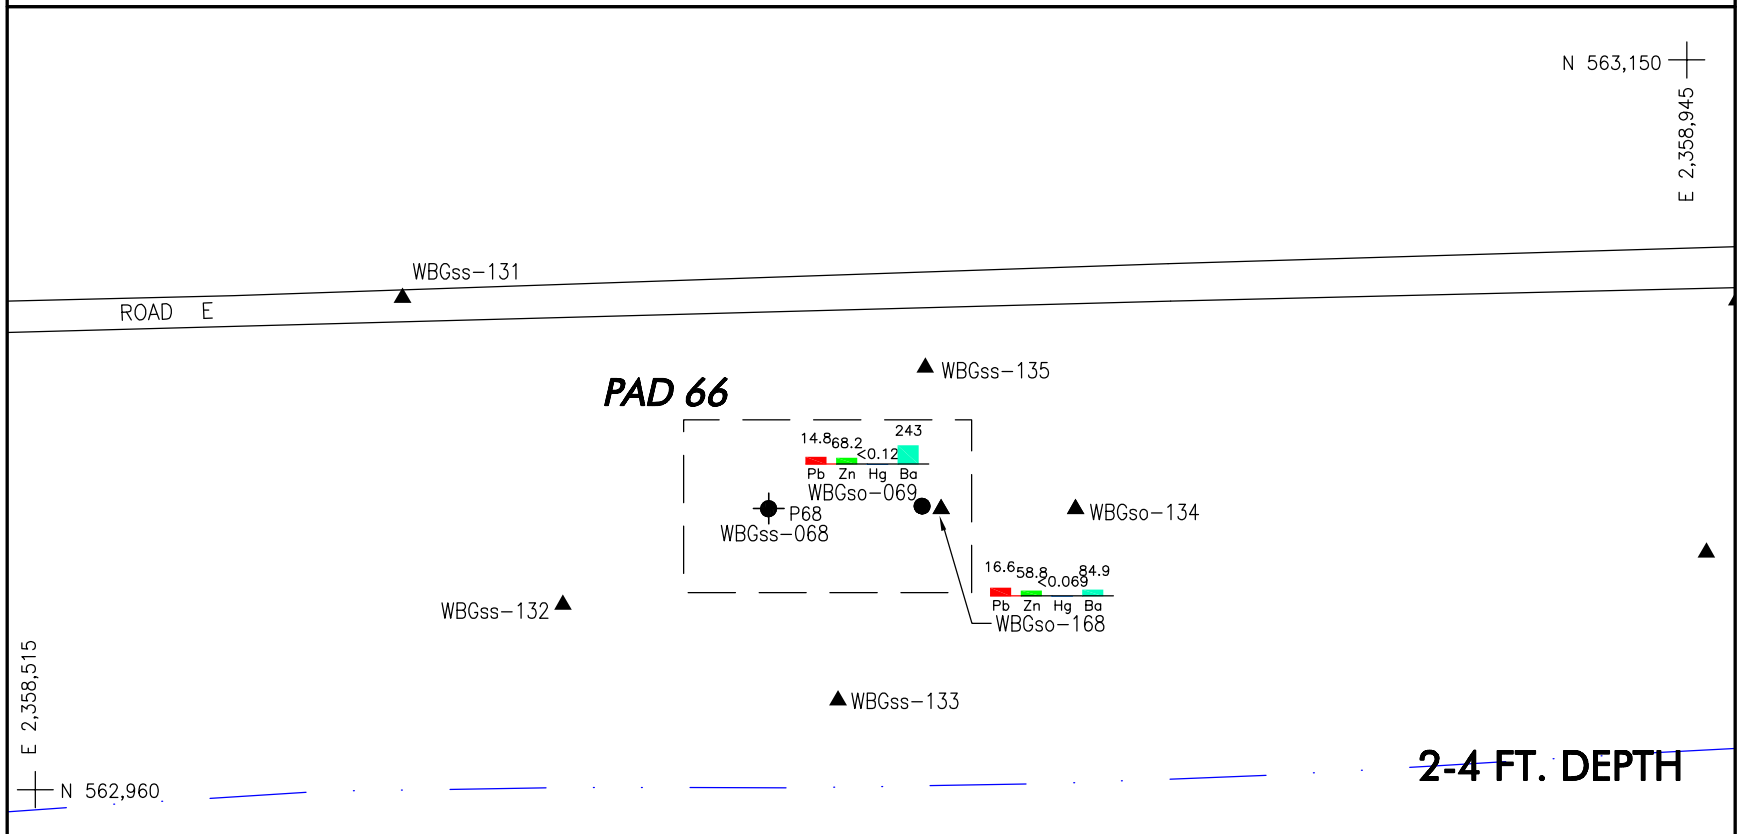 N 563,150
E 2,358,945
WBGss-131
ROAD E
WBGss-135
PAD 66
14.8 68.2 <0.12 243
Pb Zn Hg Ba
WBGso-069
P68
WBGss-068
WBGso-134
16.6 58.8 <0.069 84.9
Pb Zn Hg Ba
WBGso-168
WBGss-132
WBGss-133
E 2,358,515
N 562,960
2-4 FT. DEPTH